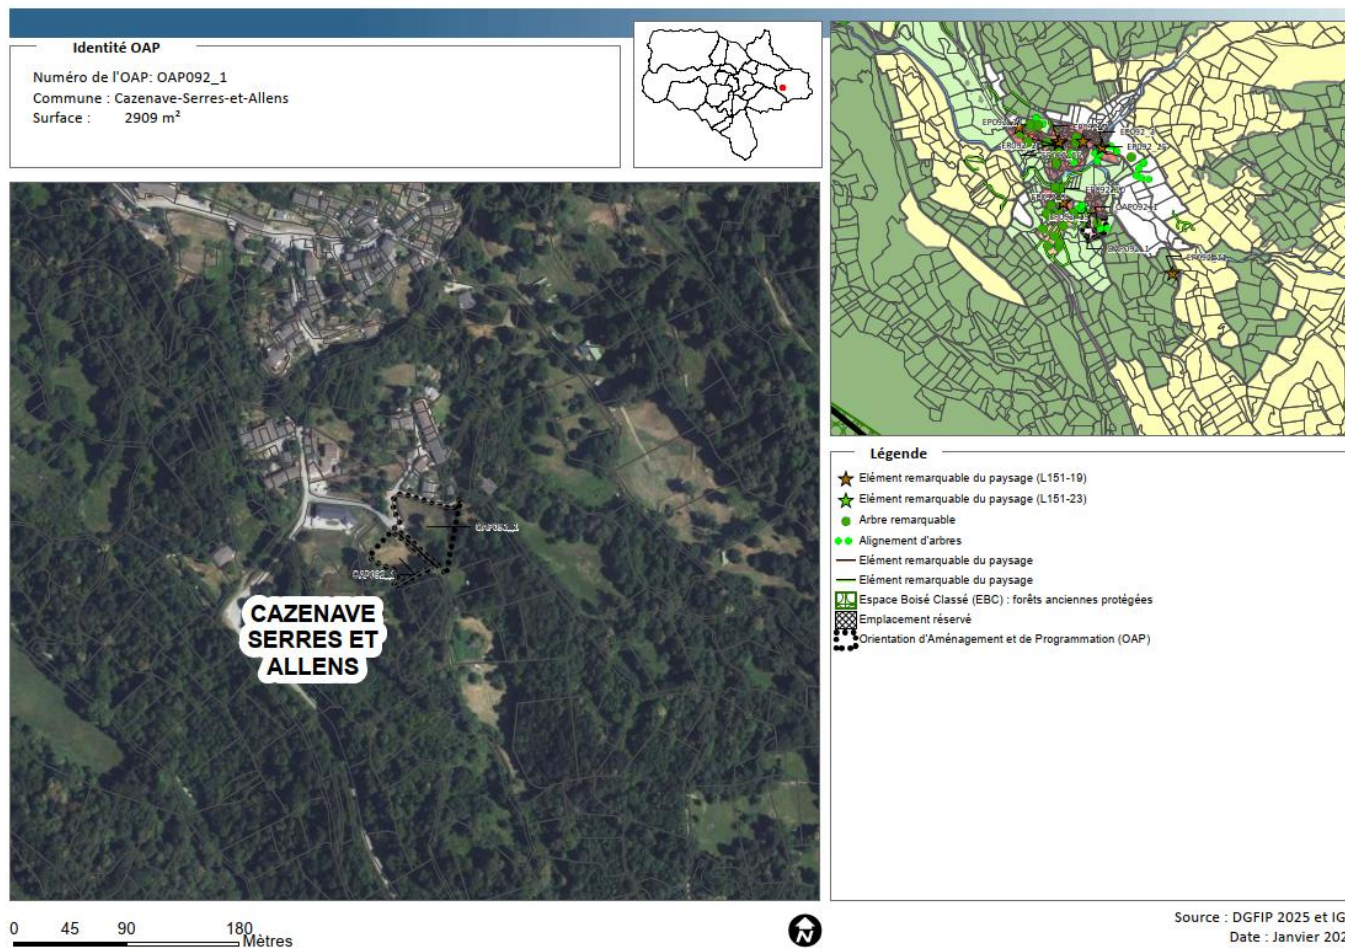 Identité OAP
Numéro de l'OAP: OAP092_1
Commune : Cazenave-Serres-et-Allens
Surface : 2909 m²
OAP092_1
OAP092_1
CAZENAVE
SERRES ET
ALLENS
0 45 90 180
Mètres
N
OAP092_1
Légende
Elément remarquable du paysage (L151-19)
Elément remarquable du paysage (L151-23)
Arbre remarquable
Alignement d'arbres
Elément remarquable du paysage
Elément remarquable du paysage
Espace Boisé Classé (EBC) : forêts anciennes protégées
Emplacement réservé
Orientation d'Aménagement et de Programmation (OAP)
Source : DGFIP 2025 et IG
Date : Janvier 202